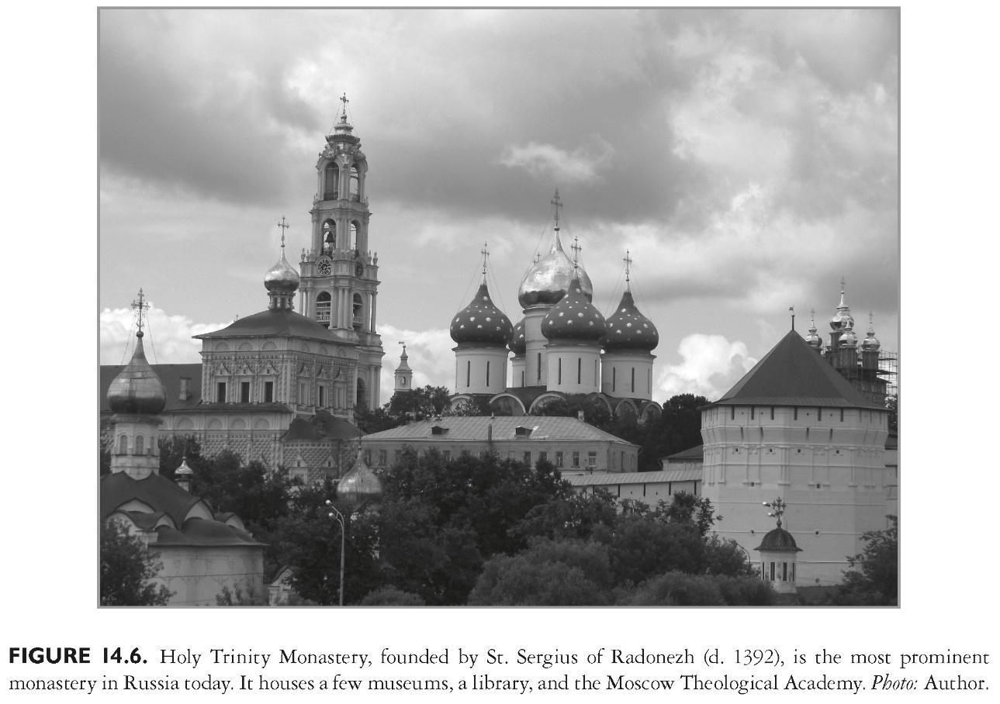 FIGURE 14.6. Holy Trinity Monastery, founded by St. Sergius of Radonezh (d. 1392), is the most prominent
monastery in Russia today. It houses a few museums, a library, and the Moscow Theological Academy. Photo: Author.